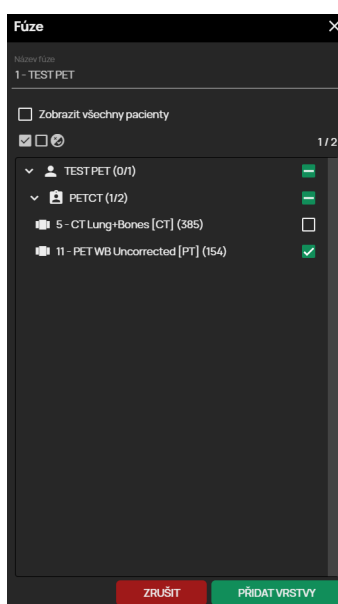 Fúze
Název fúze
1 - TEST PET
Zobrazit všechny pacienty
1 / 2
TEST PET (0/1)
PETCT (1/2)
5 - CT Lung+Bones [CT] (385)
11 - PET WB Uncorrected [PT] (154)
ZRUŠIT
PŘIDAT VRSTVY